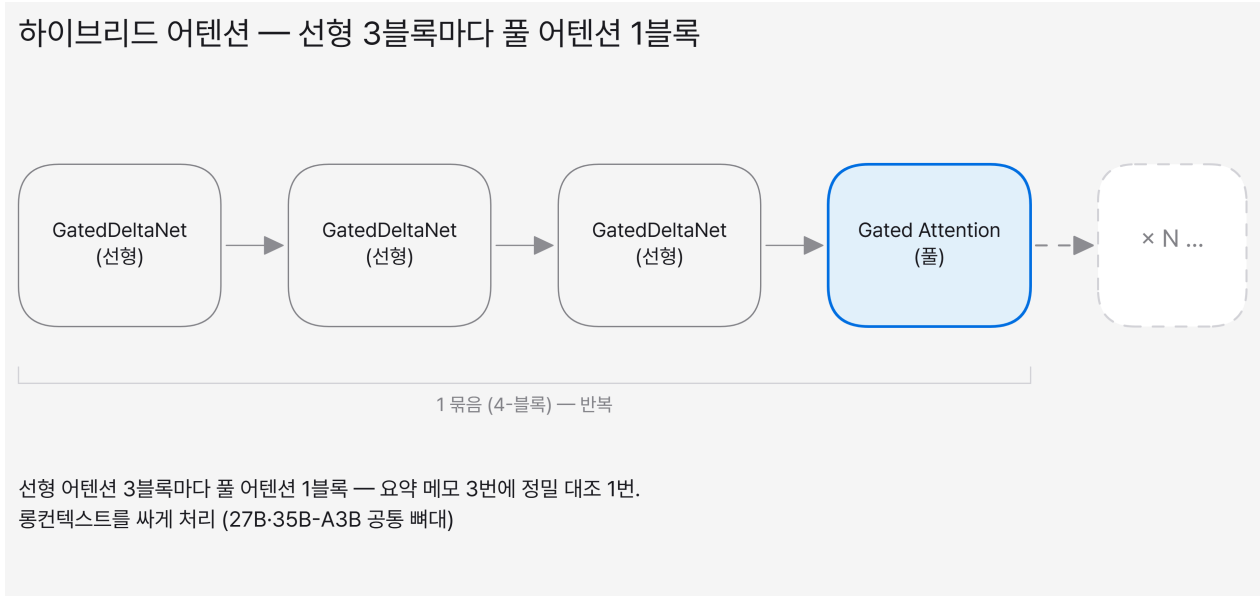 하이브리드 어텐션 — 선형 3블록마다 풀 어텐션 1블록
GatedDeltaNet
(선형)
GatedDeltaNet
(선형)
GatedDeltaNet
(선형)
Gated Attention
(풀)
× N ...
1 묶음 (4-블록) — 반복
선형 어텐션 3블록마다 풀 어텐션 1블록 — 요약 메모 3번에 정밀 대조 1번.
롱컨텍스트를 싸게 처리 (27B·35B-A3B 공통 뼈대)